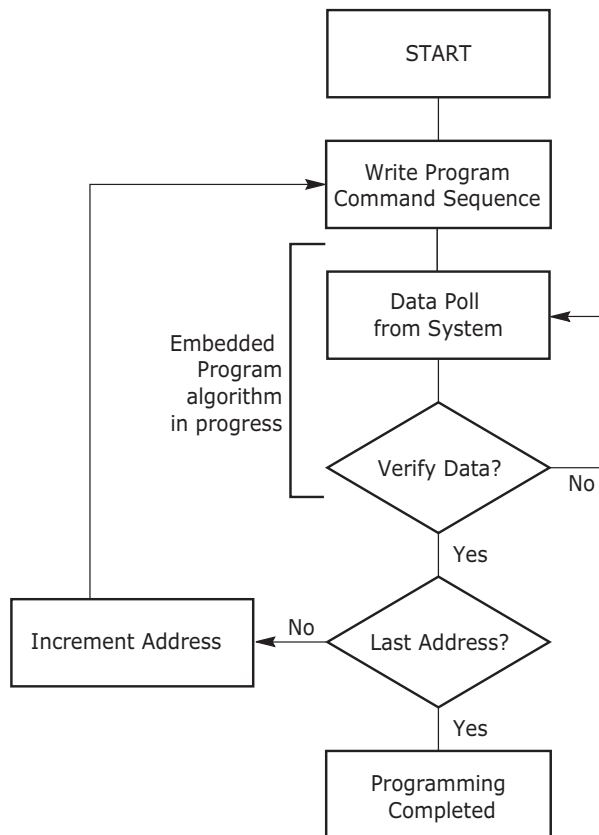 START
Write Program
Command Sequence
Data Poll
from System
Embedded
Program
algorithm
in progress
Verify Data?
No
Yes
Increment Address
No
Last Address?
Yes
Programming
Completed